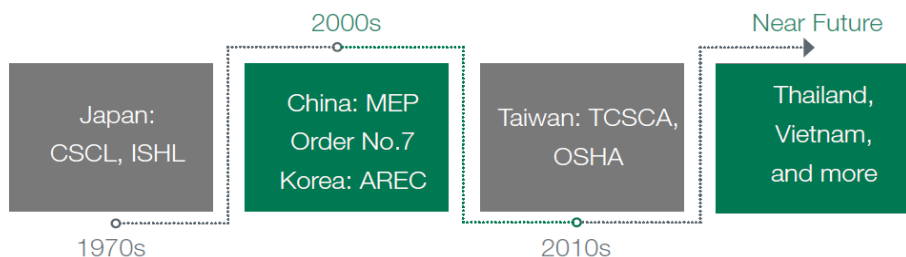 2000s
Near Future
Japan:
CSCL, ISHL
China: MEP
Order No.7
Korea: AREC
Taiwan: TCSCA,
OSHA
Thailand,
Vietnam,
and more
1970s
2010s